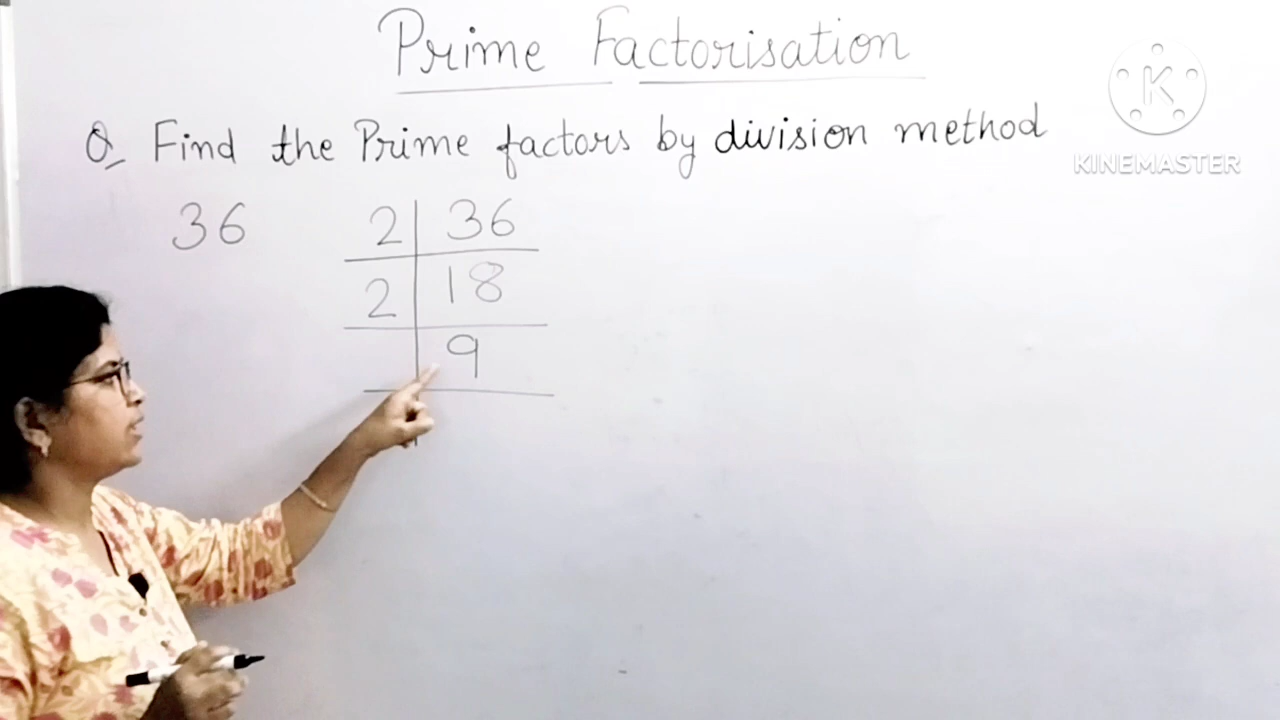 Prime Factorisation
Q Find the Prime factors by division method
36
2 | 36
2 | 18
9
K
KINEMASTER